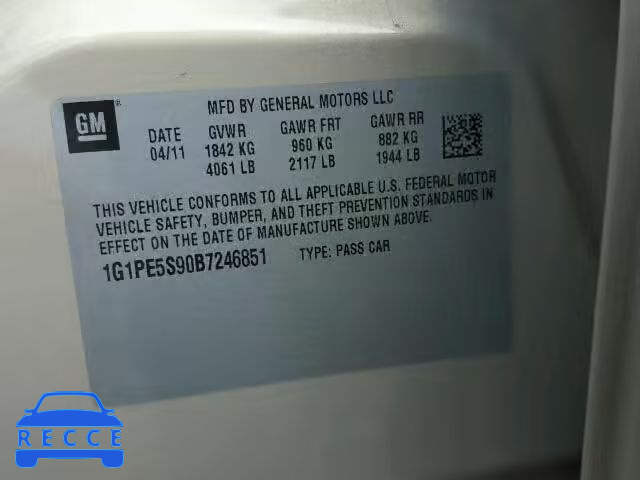 GM
®
MFD BY GENERAL MOTORS LLC
DATE GVWR GAWR FRT GAWR RR
04/11 1842 KG 960 KG 882 KG
4061 LB 2117 LB 1944 LB
THIS VEHICLE CONFORMS TO ALL APPLICABLE U.S. FEDERAL MOTOR
VEHICLE SAFETY, BUMPER, AND THEFT PREVENTION STANDARDS IN
EFFECT ON THE DATE OF MANUFACTURE SHOWN ABOVE.
1G1PE5S90B7246851 TYPE: PASS CAR
RECCE